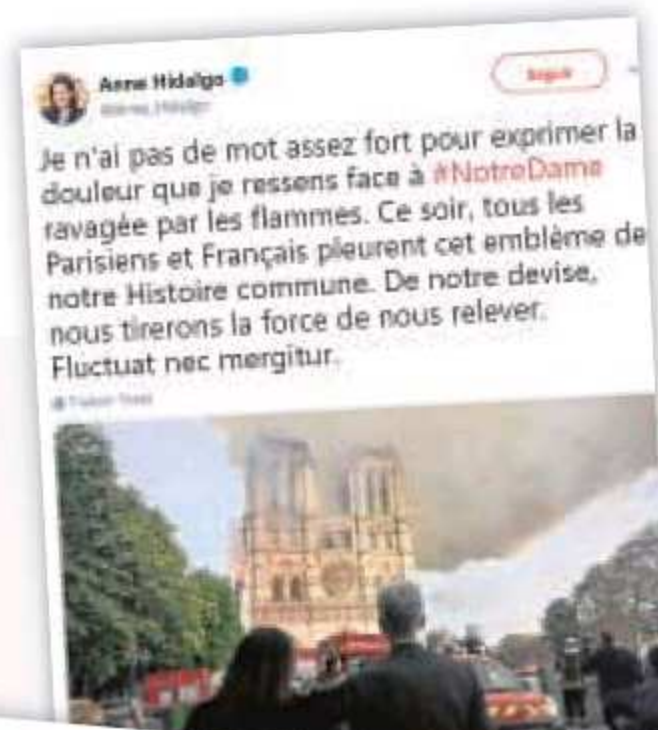 Anne Hidalgo
Seguir
Je n'ai pas de mot assez fort pour exprimer la
douleur que je ressens face à #NotreDame
ravagée par les flammes. Ce soir, tous les
Parisiens et Français pleurent cet emblème de
notre Histoire commune. De notre devise,
nous tirerons la force de nous relever.
Fluctuat nec mergitur.